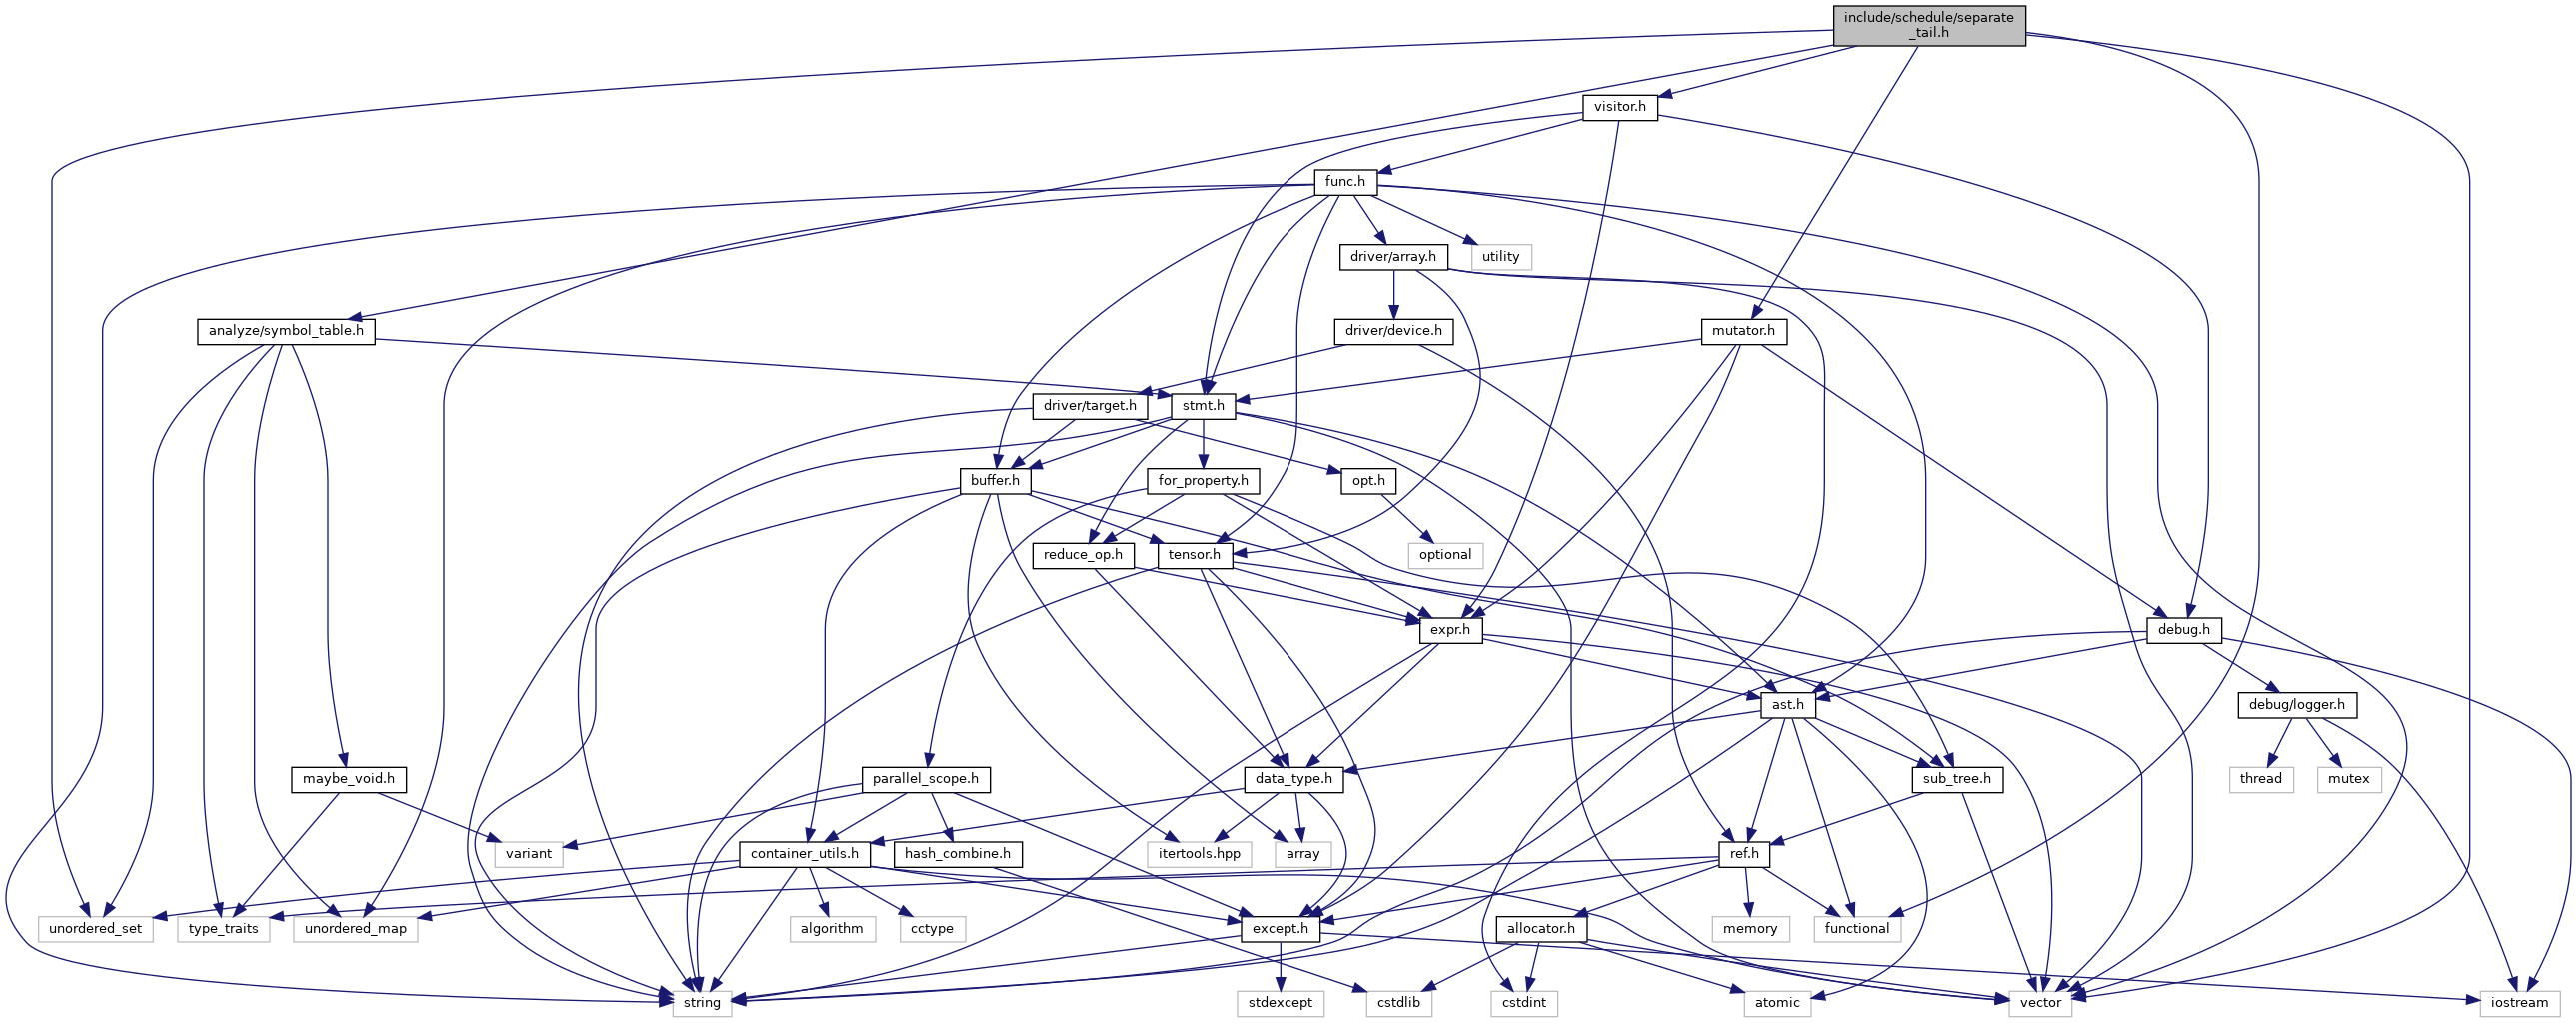 include/schedule/separate
_tail.h
visitor.h
func.h
driver/array.h
utility
analyze/symbol_table.h
driver/device.h
mutator.h
driver/target.h
stmt.h
buffer.h
for_property.h
opt.h
reduce_op.h
tensor.h
optional
expr.h
debug.h
ast.h
debug/logger.h
maybe_void.h
parallel_scope.h
data_type.h
sub_tree.h
thread
mutex
variant
container_utils.h
hash_combine.h
itertools.hpp
array
ref.h
unordered_set
type_traits
unordered_map
algorithm
cctype
except.h
allocator.h
memory
functional
string
stdexcept
cstdlib
cstdint
atomic
vector
iostream